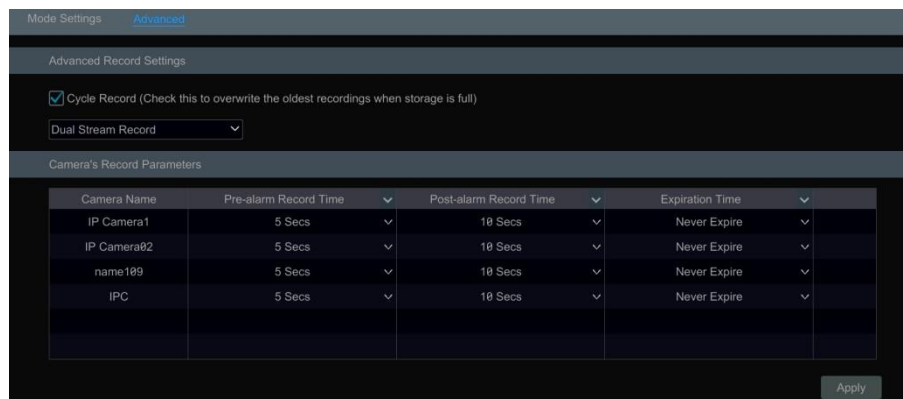 Mode Settings Advanced
Advanced Record Settings
Cycle Record (Check this to overwrite the oldest recordings when storage is full)
Dual Stream Record
Camera's Record Parameters
Camera Name Pre-alarm Record Time Post-alarm Record Time Expiration Time
IP Camera1 5 Secs 10 Secs Never Expire
IP Camera02 5 Secs 10 Secs Never Expire
name109 5 Secs 10 Secs Never Expire
IPC 5 Secs 10 Secs Never Expire
Apply